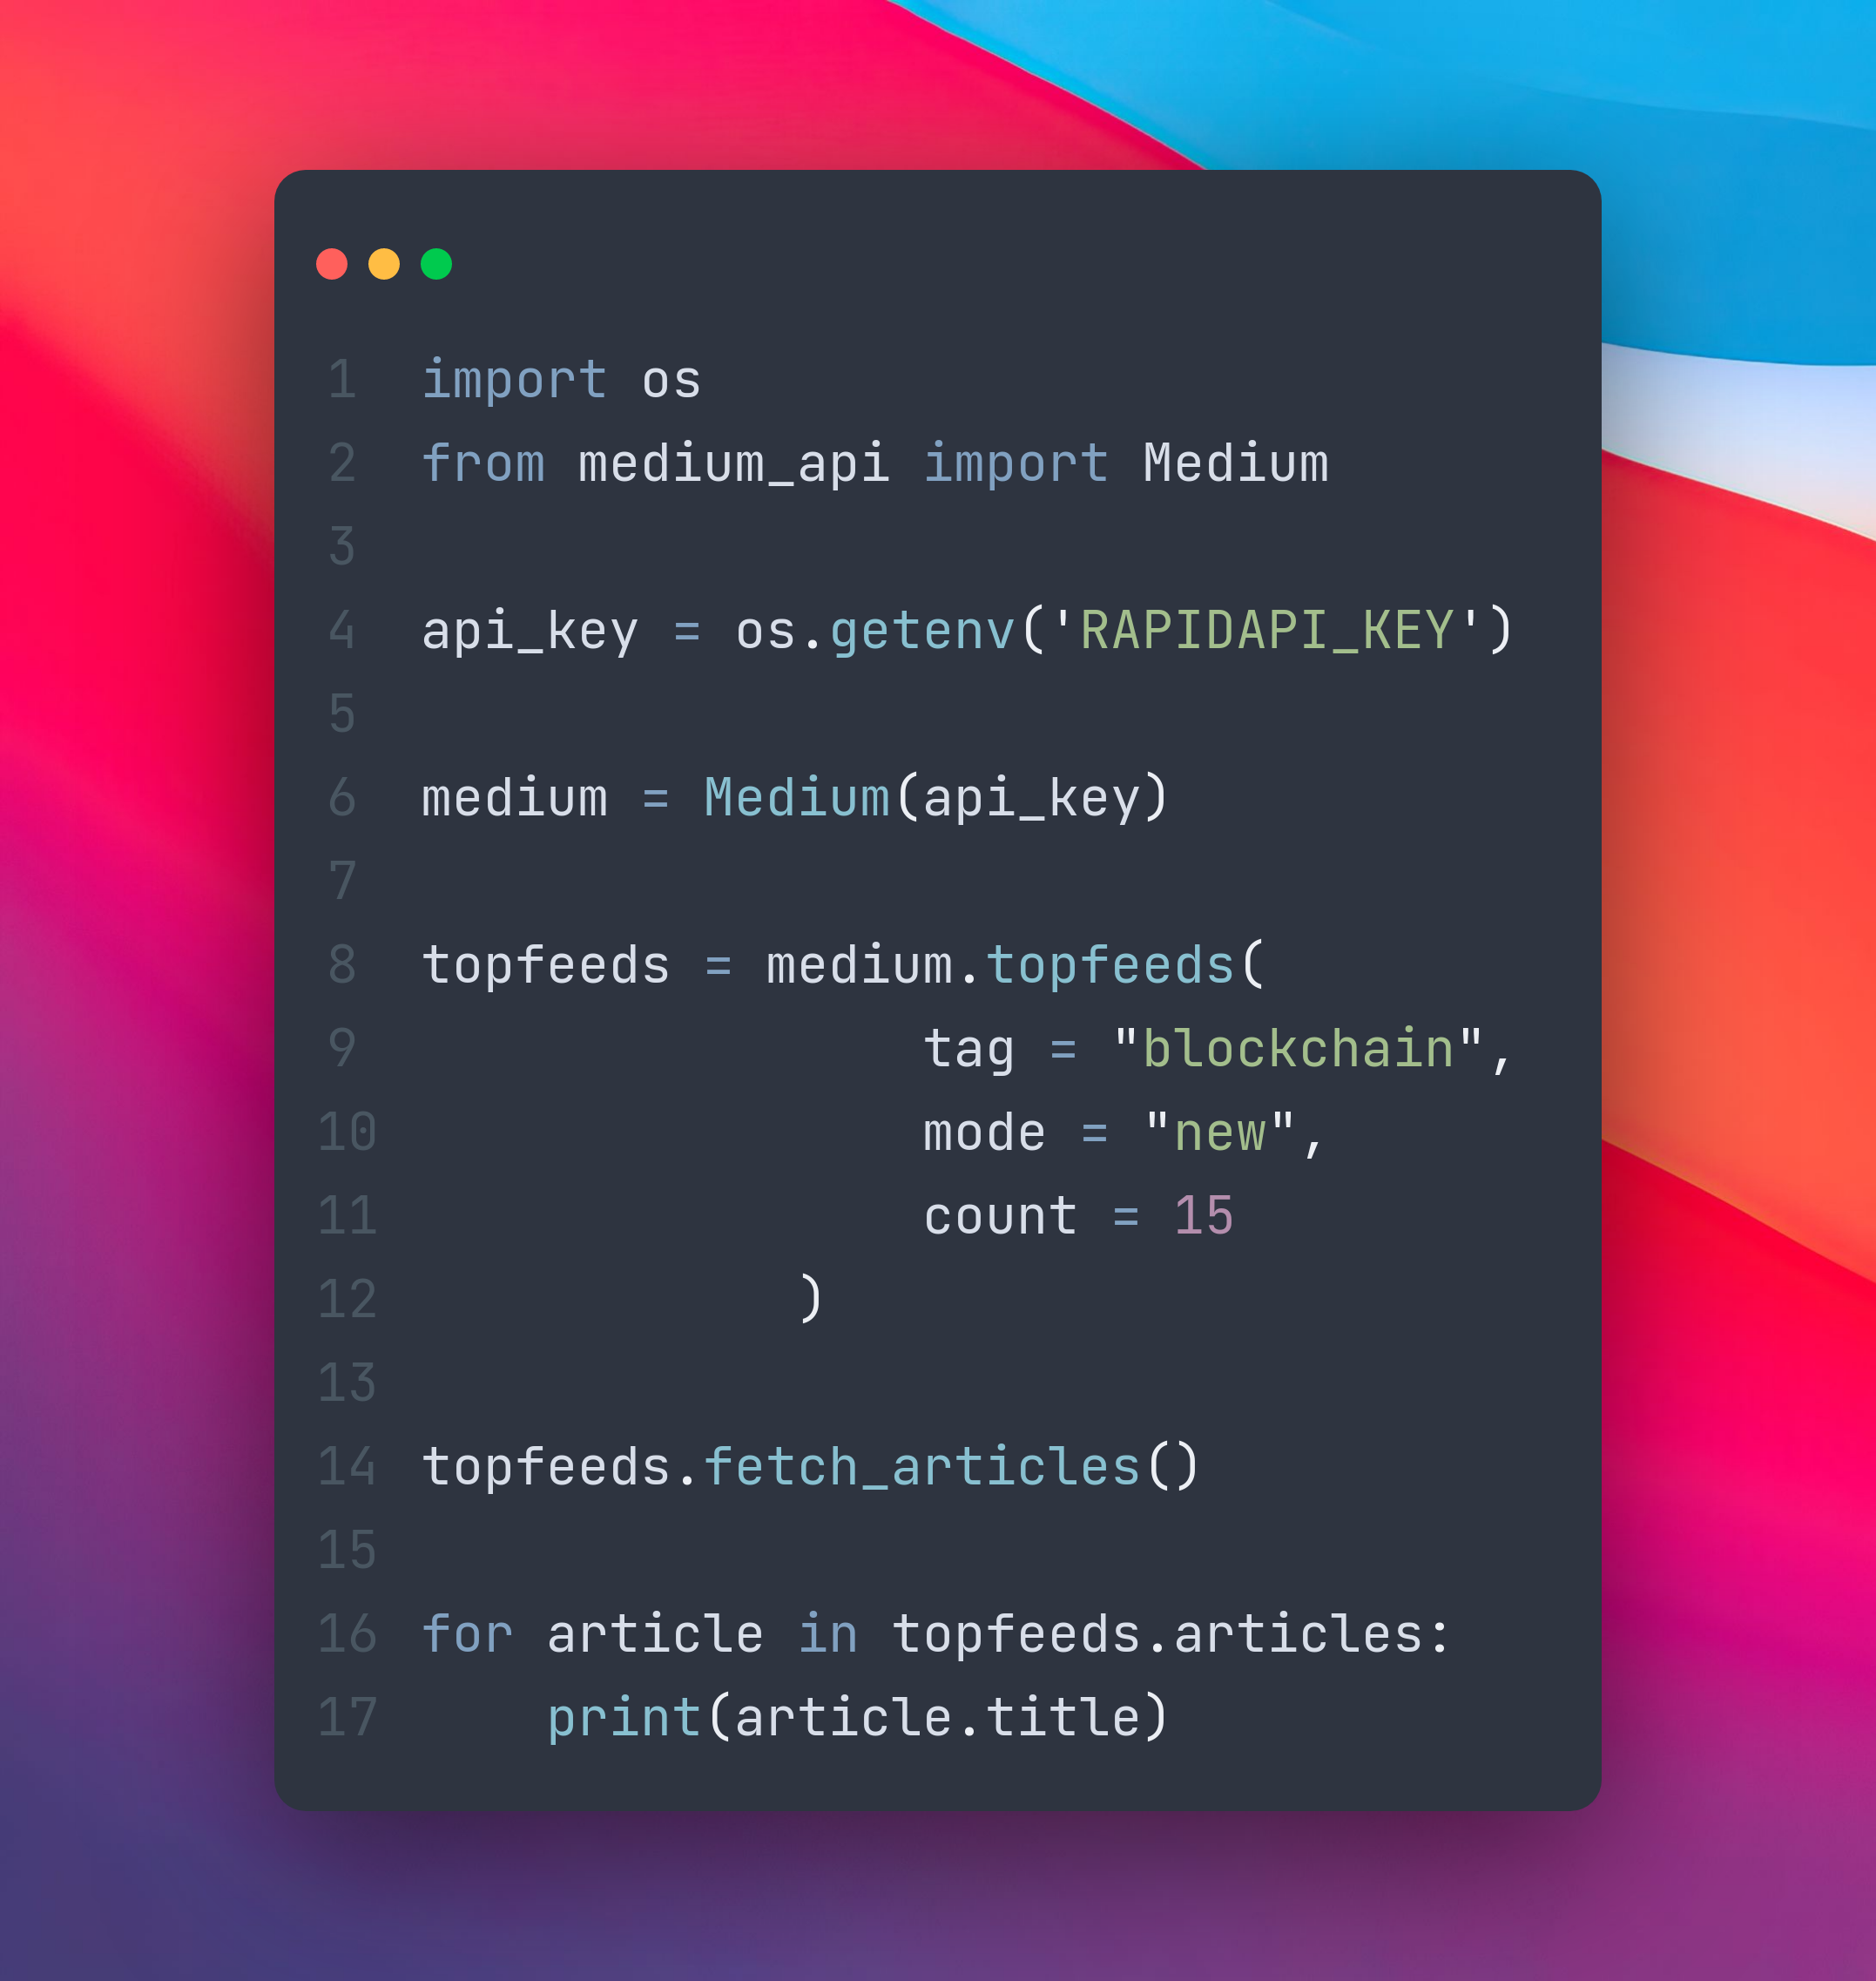 1 import os
2 from medium_api import Medium
3
4 api_key = os.getenv('RAPIDAPI_KEY')
5
6 medium = Medium(api_key)
7
8 topfeeds = medium.topfeeds(
9                 tag = "blockchain",
10                 mode = "new",
11                 count = 15
12             )
13
14 topfeeds.fetch_articles()
15
16 for article in topfeeds.articles:
17     print(article.title)